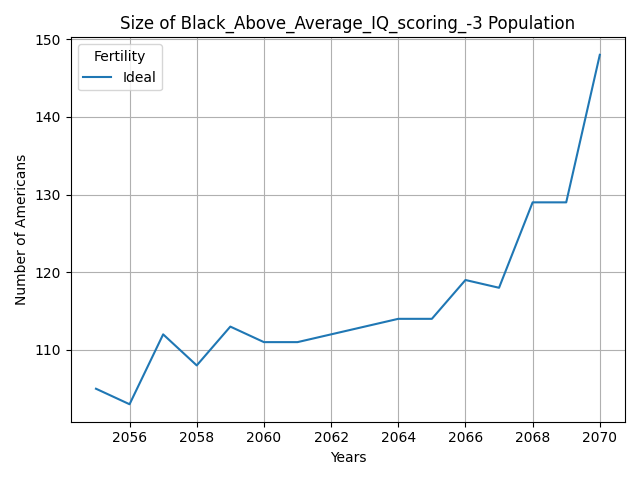 Size of Black_Above_Average_IQ_scoring_-3 Population
150
140
130
120
110
Number of Americans
Fertility
Ideal
2056 2058 2060 2062 2064 2066 2068 2070
Years